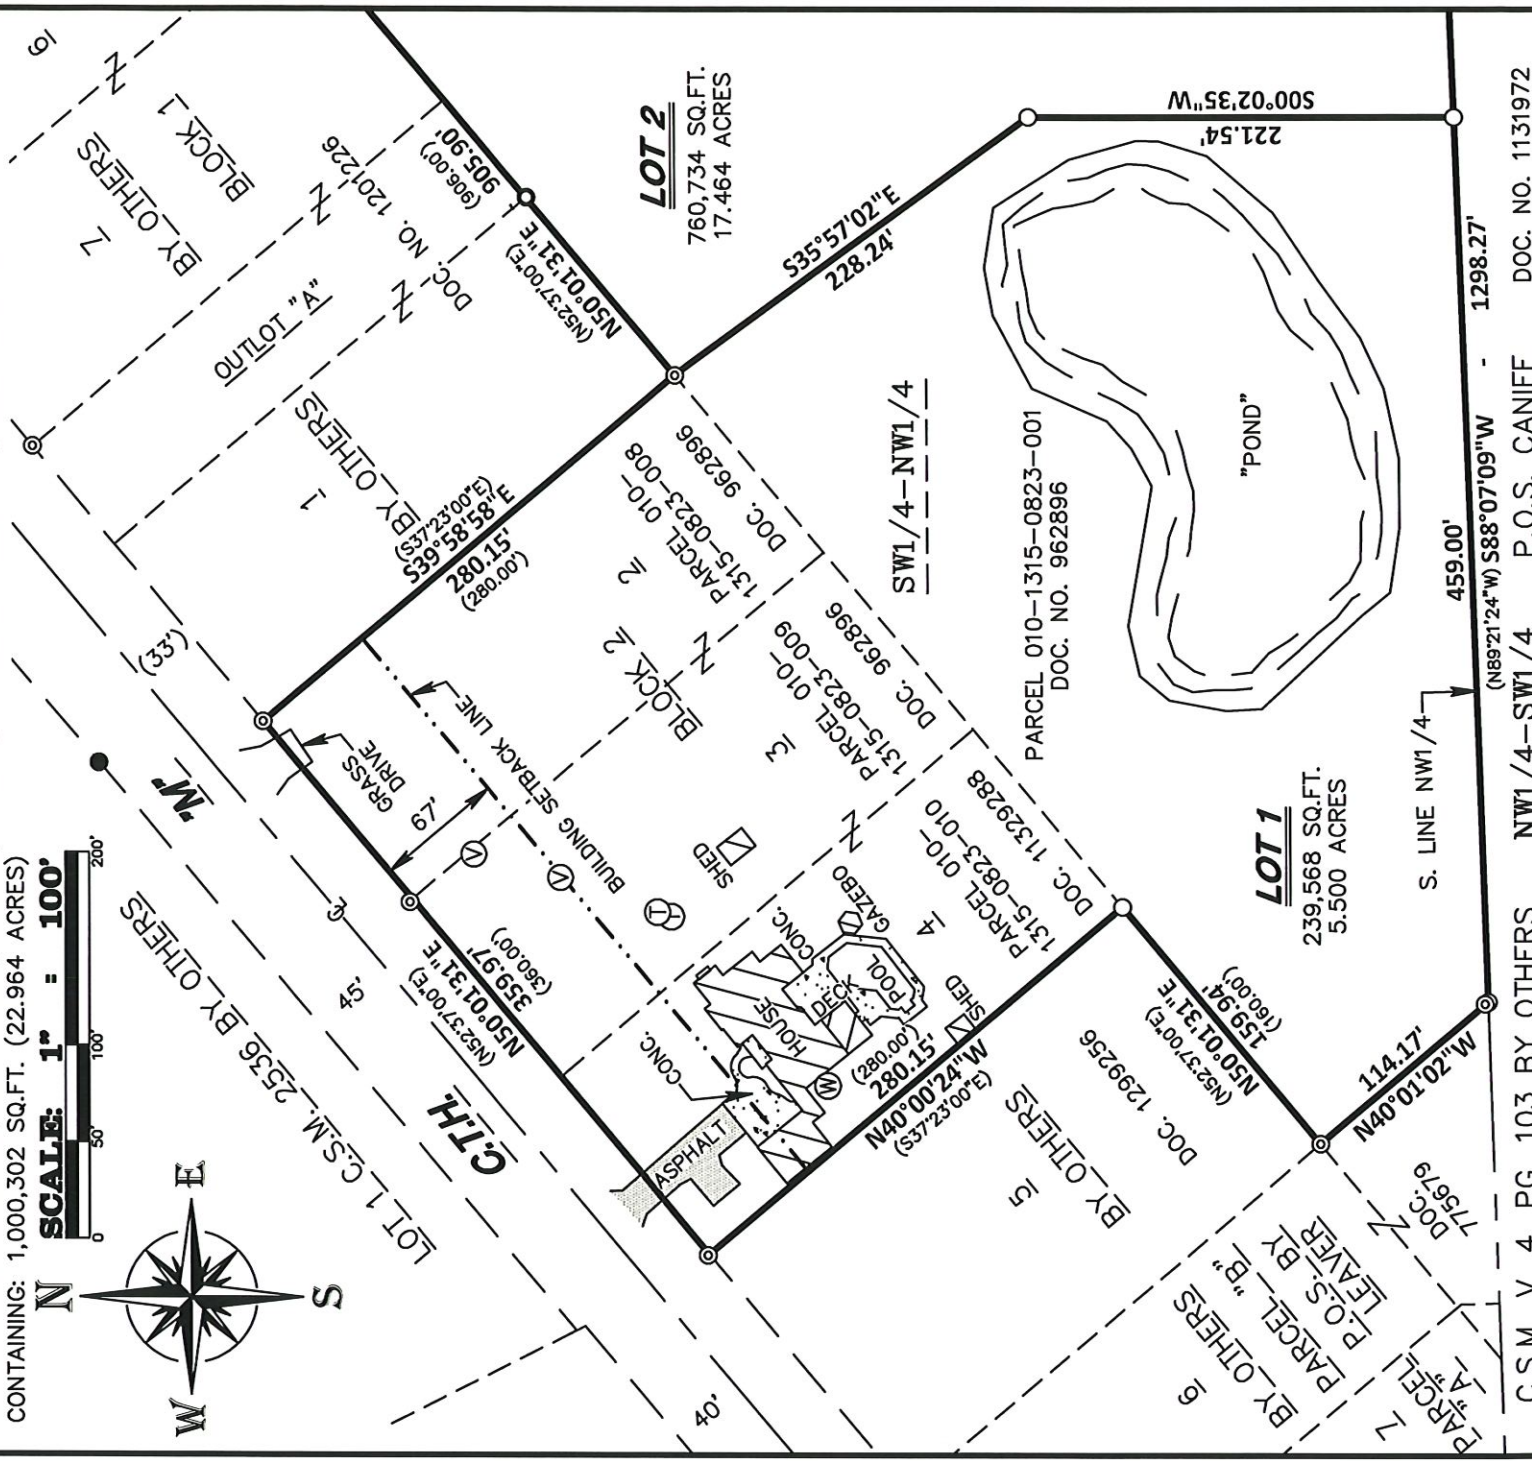 CONTAINING: 1,000,302 SQ.FT. (22.964 ACRES)
SCALE: 1" = 100'
0 50' 100' 200'
N
E
S
W
LOT 1 C.S.M. 2536 BY OTHERS
C.T.H.
"M"
45'
40'
(33')
6
7
BY OTHERS
BLOCK 1
OUTLOT "A"
DOC. NO. 1201226
1
BY OTHERS
905.90'
(906.00')
N50°01'31"E
(N52°37'00"E)
LOT 2
760,734 SQ.FT.
17.464 ACRES
(S37°23'00"E)
S39°58'58"E
280.15'
(280.00')
S35°57'02"E
228.24'
S00°02'35"W
221.54'
GRASS
DRIVE
67'
BUILDING SETBACK LINE
V
V
T
BLOCK 2
2
PARCEL 010-
1315-0823-008
DOC. 962896
3
PARCEL 010-
1315-0823-009
DOC. 962896
4
PARCEL 010-
1315-0823-010
DOC. 11329288
N50°01'31"E
(N52°37'00"E)
359.97'
(360.00')
SHED
CONC.
CONC.
GAZEBO
HOUSE
DECK
POOL
SHED
W
ASPHALT
(280.00')
280.15'
N40°00'24"W
(S37°23'00"E)
SW1/4-NW1/4
PARCEL 010-1315-0823-001
DOC. NO. 962896
"POND"
LOT 1
239,568 SQ.FT.
5.500 ACRES
S. LINE NW1/4
459.00'
(N89°21'24"W) S88°07'09"W - 1298.27'
N50°01'31"E
(N52°37'00"E)
159.94'
(160.00')
114.17'
N40°01'02"W
5
BY OTHERS
DOC. 1299256
6
BY OTHERS
PARCEL "B"
P.O.S. BY
LEAVER
DOC.
775679
7
PARCEL
"A"
C.S.M. V. 4 PG. 103 BY OTHERS NW1/4-SW1/4 P.O.S. CANIFF DOC. NO. 1131972